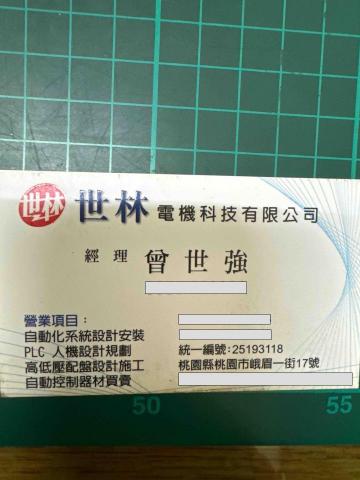 世林 世林 電機科技有限公司
經理 曾世強
營業項目：
自動化系統設計安裝
PLC 人機設計規劃
高低壓配盤設計施工
自動控制器材買賣
統一編號:25193118
桃園縣桃園市峨眉一街17號
50 55